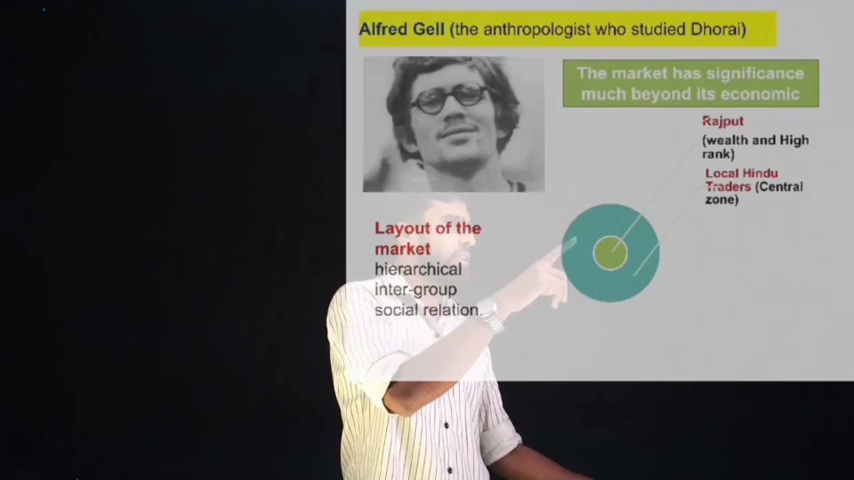 Alfred Gell (the anthropologist who studied Dhorai)
The market has significance
much beyond its economic
Rajput
(wealth and High
rank)
Local Hindu
Traders (Central
zone)
Layout of the
market
hierarchical
inter-group
social relation.